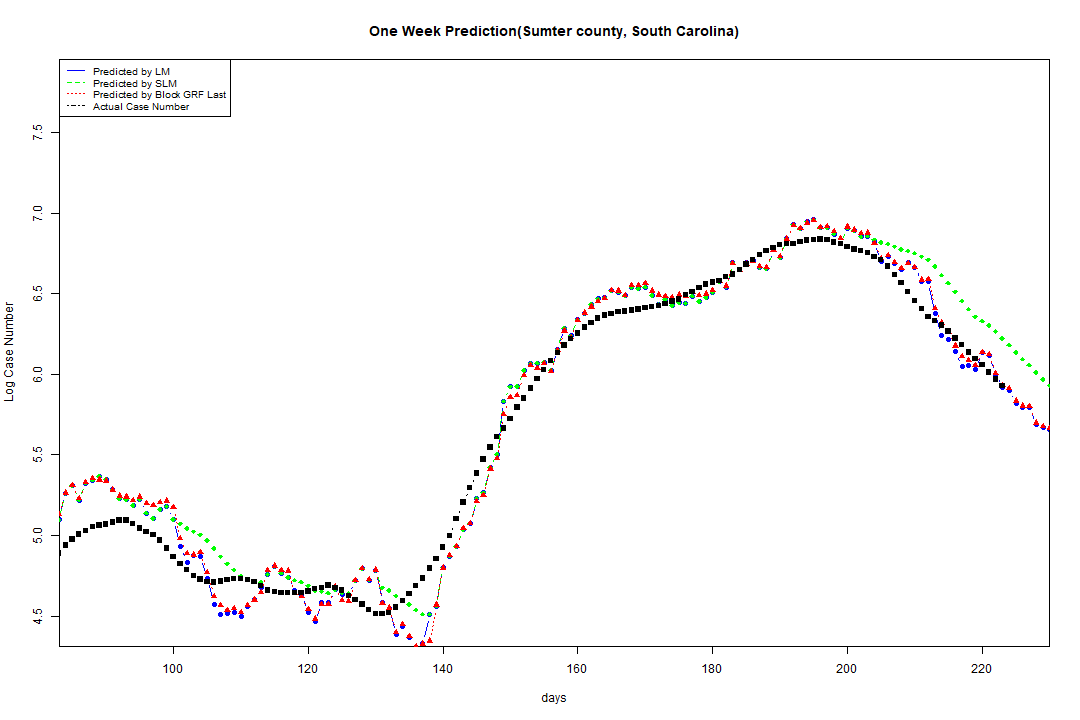 One Week Prediction(Sumter county, South Carolina)
Predicted by LM
Predicted by SLM
Predicted by Block GRF Last
Actual Case Number
7.5
7.0
6.5
6.0
5.5
5.0
4.5
Log Case Number
100 120 140 160 180 200 220
days